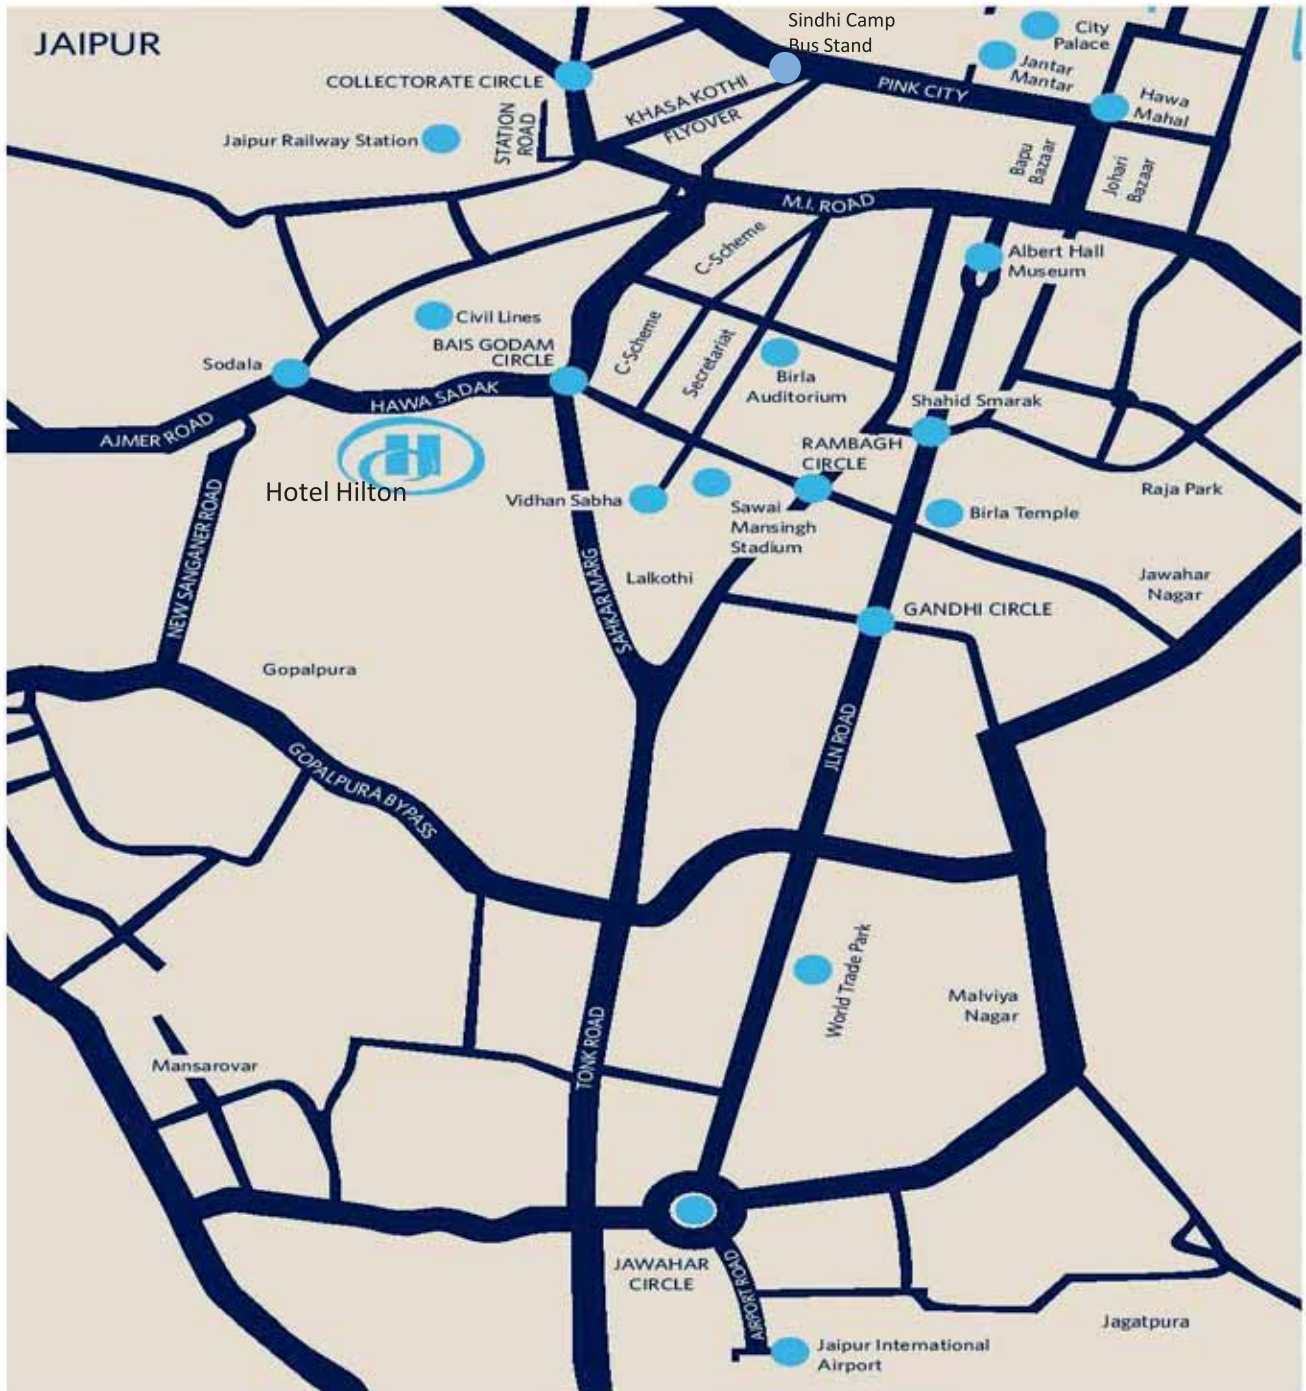 JAIPUR
Sindhi Camp
Bus Stand
City
Palace
Jantar
Mantar
COLLECTORATE CIRCLE
PINK CITY
Hawa
Mahal
KHASA KOTHI
FLYOVER
STATION
ROAD
Jaipur Railway Station
Bapu
Bazaar
Johari
Bazaar
M.I. ROAD
C-Scheme
Albert Hall
Museum
Civil Lines
BAIS GODAM
CIRCLE
C-Scheme
Secretariat
Sodala
Birla
Auditorium
HAWA SADAK
Shahid Smarak
AJMER ROAD
RAMBAGH
CIRCLE
Hotel Hilton
Vidhan Sabha
Sawai
Mansingh
Stadium
Raja Park
Birla Temple
NEW SANGANER ROAD
SAHKAR MARG
Lalkothi
Jawahar
Nagar
GANDHI CIRCLE
Gopalpura
JLN ROAD
GOPALPURA BYPASS
World Trade Park
Malviya
Nagar
TONK ROAD
Mansarovar
JAWAHAR
CIRCLE
AIRPORT ROAD
Jagatpura
Jaipur International
Airport